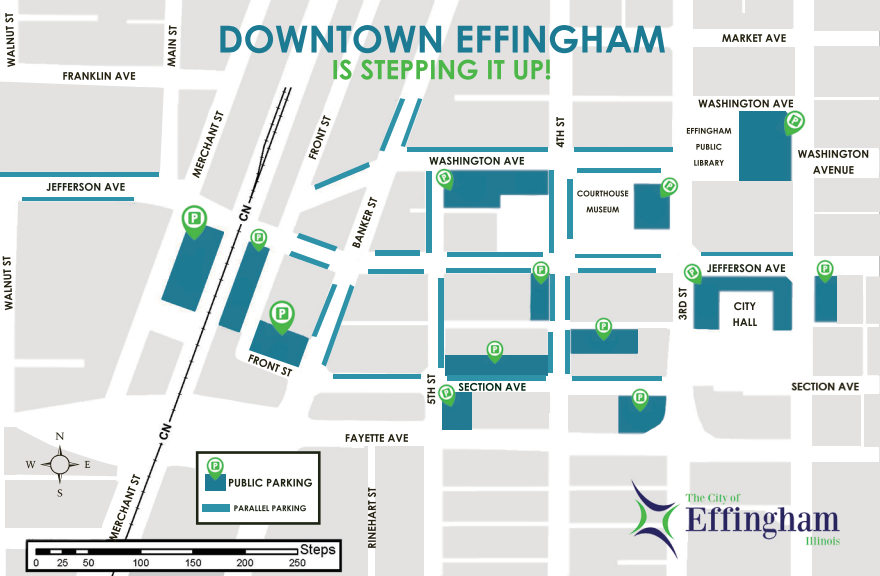 DOWNTOWN EFFINGHAM
IS STEPPING IT UP!
WALNUT ST
MAIN ST
MARKET AVE
FRANKLIN AVE
MERCHANT ST
FRONT ST
4TH ST
WASHINGTON AVE
P
EFFINGHAM
PUBLIC
LIBRARY
WASHINGTON
AVENUE
WASHINGTON AVE
P
JEFFERSON AVE
COURTHOUSE
MUSEUM
P
CN
BANKER ST
P
P
WALNUT ST
P
P
JEFFERSON AVE
P
3RD ST
CITY
HALL
P
P
P
FRONT ST
5TH ST
SECTION AVE
SECTION AVE
P
P
CN
FAYETTE AVE
N
W E
S
P
PUBLIC PARKING
PARALLEL PARKING
MERCHANT ST
RINEHART ST
The City of
Effingham
Illinois
Steps
0 25 50 100 150 200 250